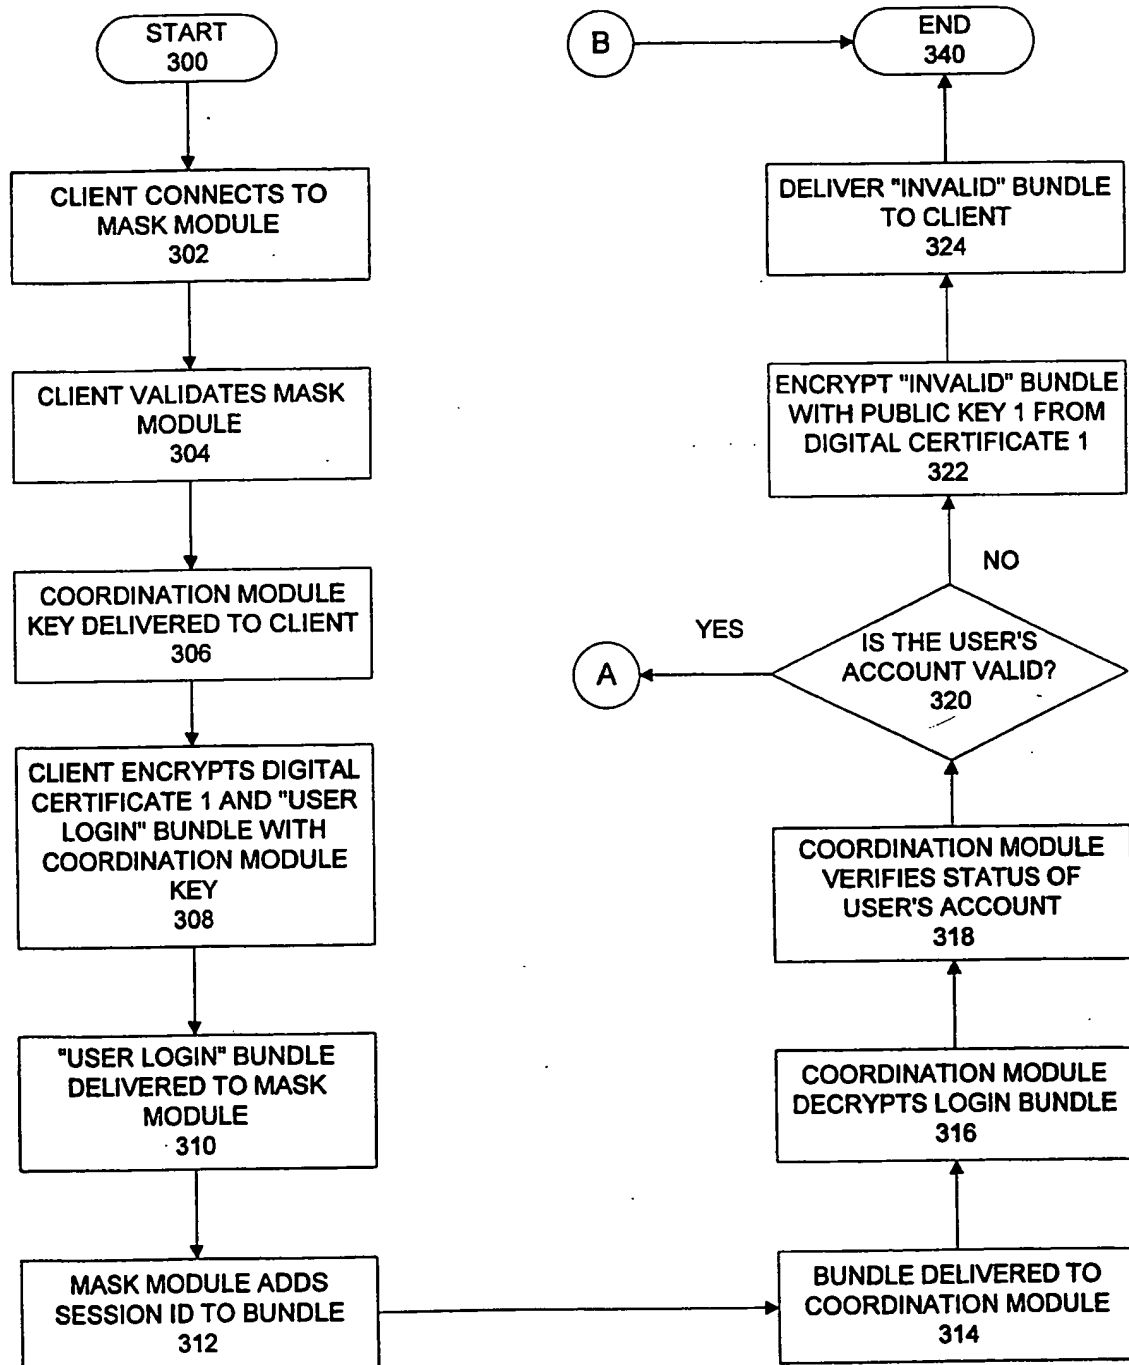 START
300
CLIENT CONNECTS TO
MASK MODULE
302
CLIENT VALIDATES MASK
MODULE
304
COORDINATION MODULE
KEY DELIVERED TO CLIENT
306
CLIENT ENCRYPTS DIGITAL
CERTIFICATE 1 AND "USER
LOGIN" BUNDLE WITH
COORDINATION MODULE
KEY
308
"USER LOGIN" BUNDLE
DELIVERED TO MASK
MODULE
310
MASK MODULE ADDS
SESSION ID TO BUNDLE
312
BUNDLE DELIVERED TO
COORDINATION MODULE
314
COORDINATION MODULE
DECRYPTS LOGIN BUNDLE
316
COORDINATION MODULE
VERIFIES STATUS OF
USER'S ACCOUNT
318
IS THE USER'S
ACCOUNT VALID?
320
YES
A
NO
ENCRYPT "INVALID" BUNDLE
WITH PUBLIC KEY 1 FROM
DIGITAL CERTIFICATE 1
322
DELIVER "INVALID" BUNDLE
TO CLIENT
324
B
END
340